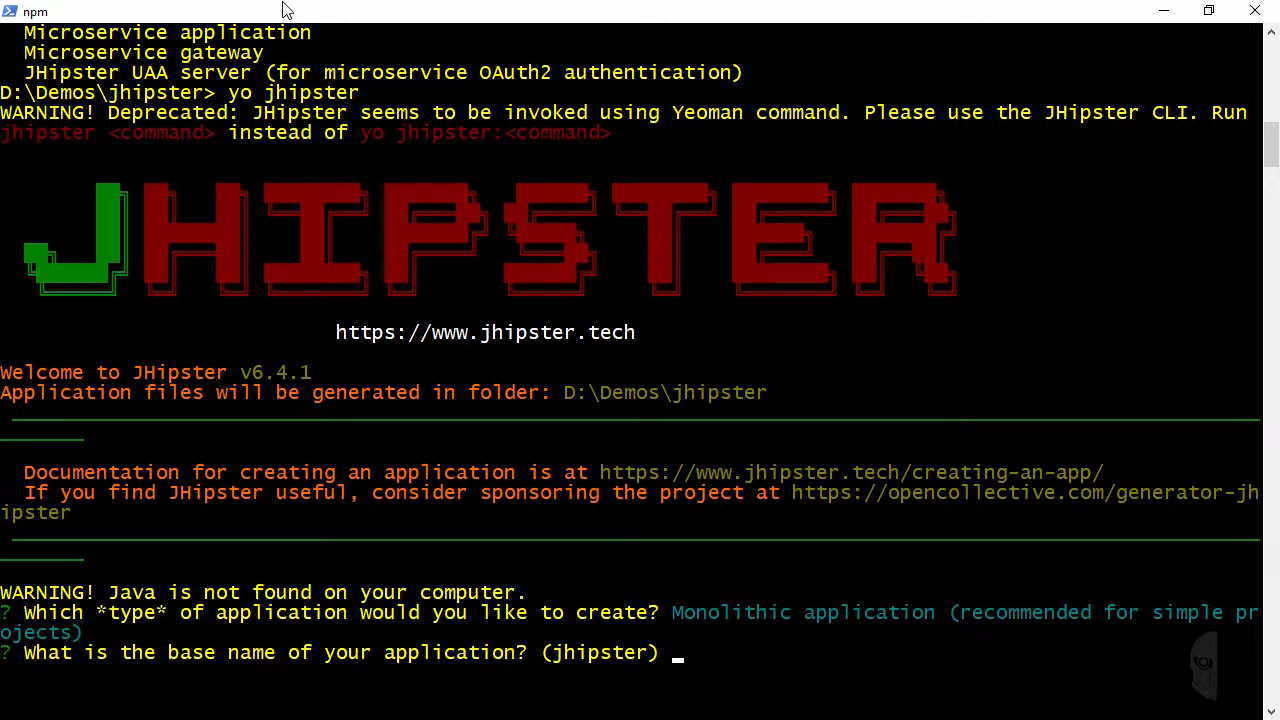 npm
Microservice application
Microservice gateway
JHipster UAA server (for microservice OAuth2 authentication)
D:\Demos\jhipster> yo jhipster
WARNING! Deprecated: JHipster seems to be invoked using Yeoman command. Please use the JHipster CLI. Run
jhipster <command> instead of yo jhipster:<command>
JHIPSTER
https://www.jhipster.tech
Welcome to JHipster v6.4.1
Application files will be generated in folder: D:\Demos\jhipster
Documentation for creating an application is at https://www.jhipster.tech/creating-an-app/
If you find JHipster useful, consider sponsoring the project at https://opencollective.com/generator-jh
ipster
WARNING! Java is not found on your computer.
? Which *type* of application would you like to create? Monolithic application (recommended for simple pr
ojects)
? What is the base name of your application? (jhipster)